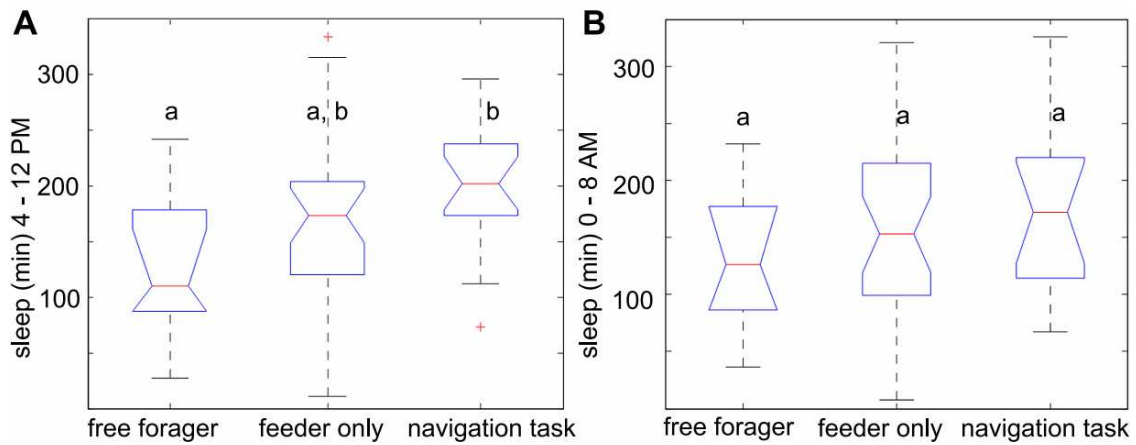 A
sleep (min) 4 - 12 PM
300
200
100
a
a, b
b
free forager
feeder only
navigation task
B
sleep (min) 0 - 8 AM
300
200
100
a
a
a
free forager
feeder only
navigation task